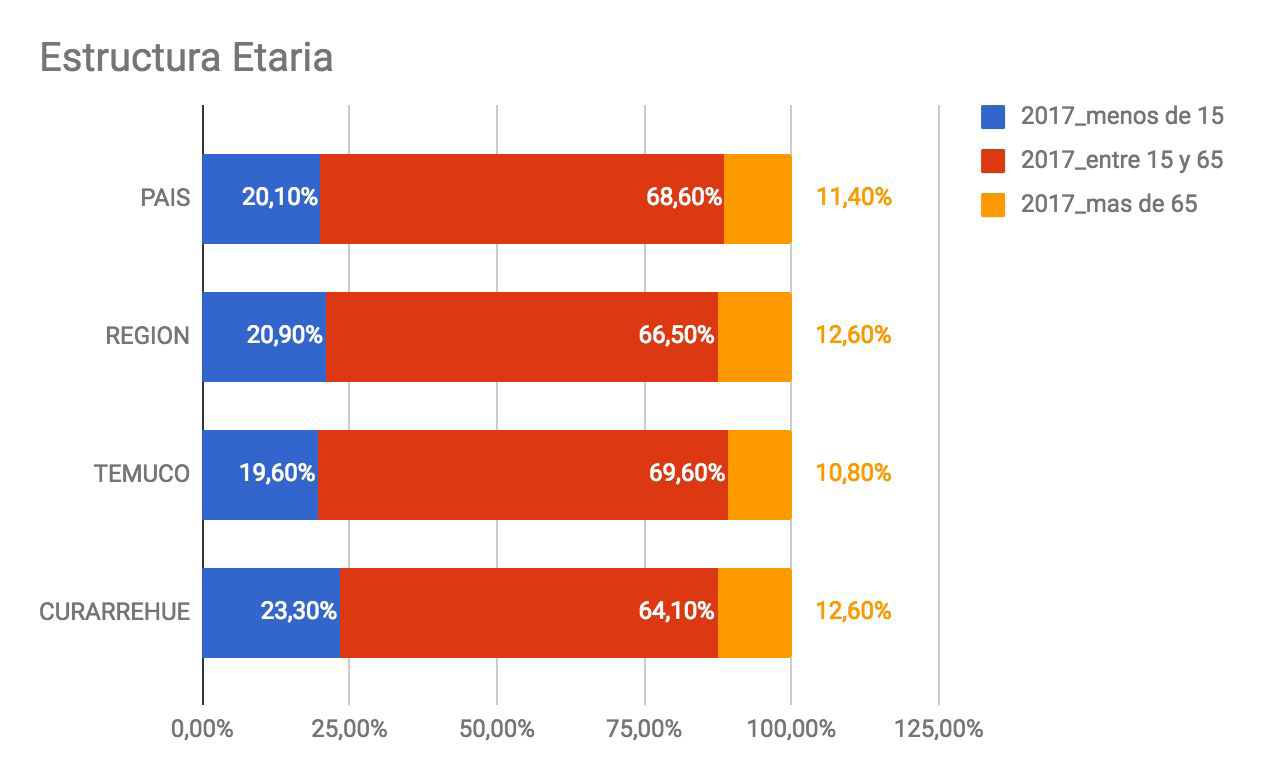 Estructura Etaria
2017_menos de 15
2017_entre 15 y 65
2017_mas de 65
PAIS 20,10% 68,60% 11,40%
REGION 20,90% 66,50% 12,60%
TEMUCO 19,60% 69,60% 10,80%
CURARREHUE 23,30% 64,10% 12,60%
0,00% 25,00% 50,00% 75,00% 100,00% 125,00%